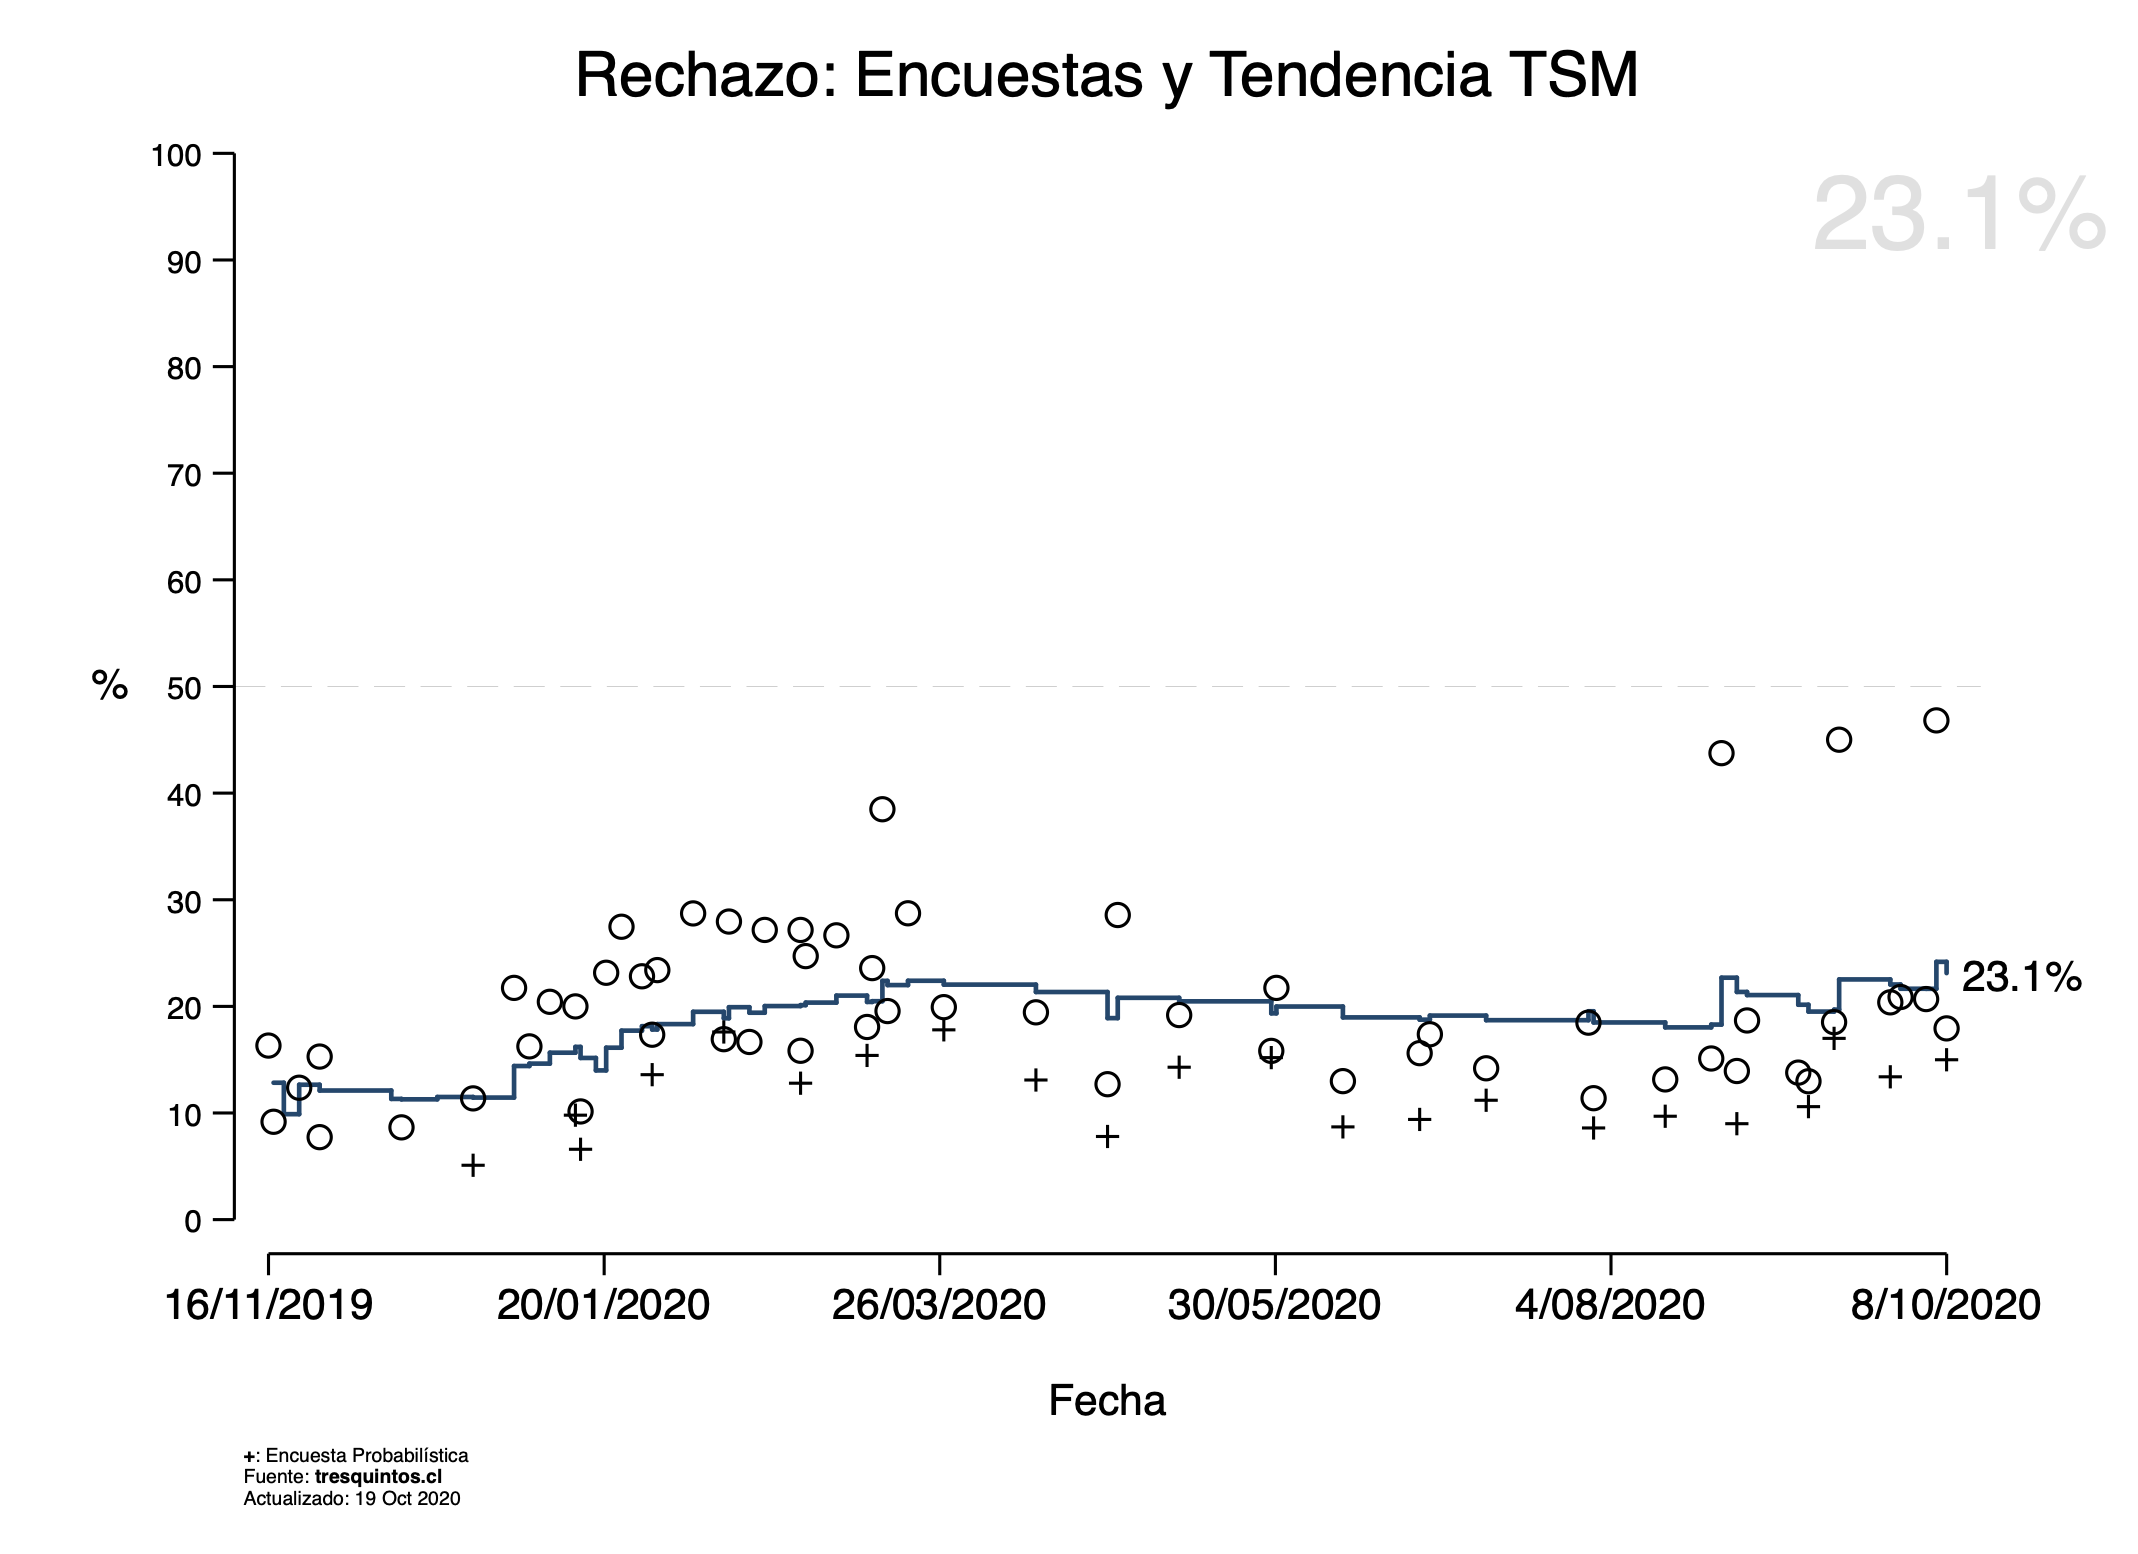 Rechazo: Encuestas y Tendencia TSM
23.1%
100
90
80
70
60
% 50
40
30
20
10
0
23.1%
16/11/2019 20/01/2020 26/03/2020 30/05/2020 4/08/2020 8/10/2020
Fecha
+: Encuesta Probabilística
Fuente: tresquintos.cl
Actualizado: 19 Oct 2020